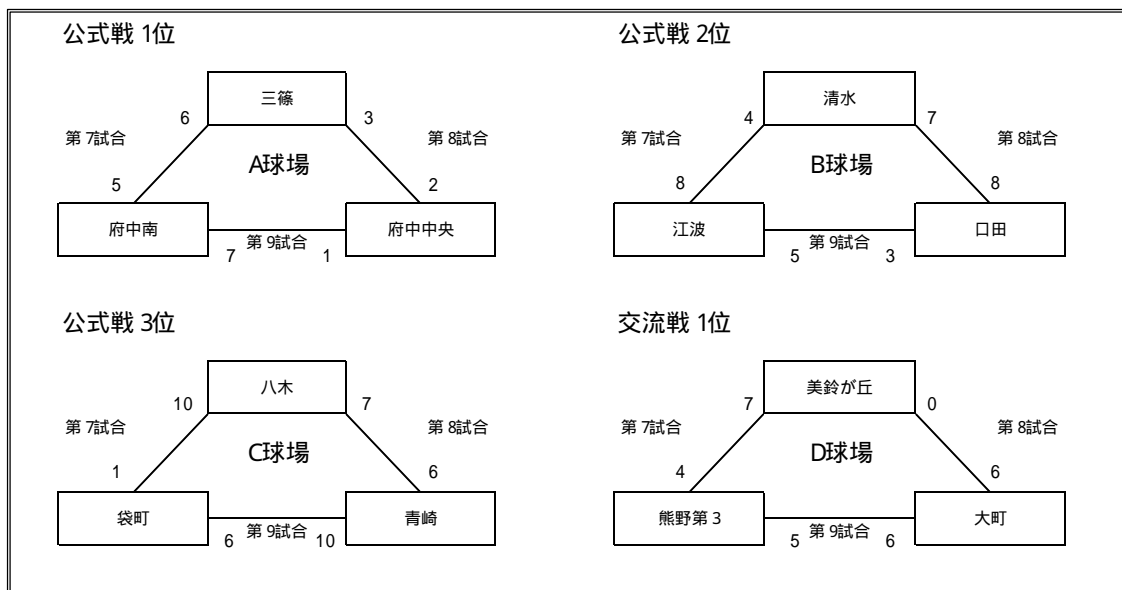 公式戦 1位
三篠
6
3
第 7試合
第 8試合
A球場
5
2
府中南
府中中央
第 9試合
7
1
公式戦 2位
清水
4
7
第 7試合
第 8試合
B球場
8
8
江波
口田
第 9試合
5
3
公式戦 3位
八木
10
7
第 7試合
第 8試合
C球場
1
6
袋町
青崎
第 9試合
6
10
交流戦 1位
美鈴が丘
7
0
第 7試合
第 8試合
D球場
4
6
熊野第 3
大町
第 9試合
5
6